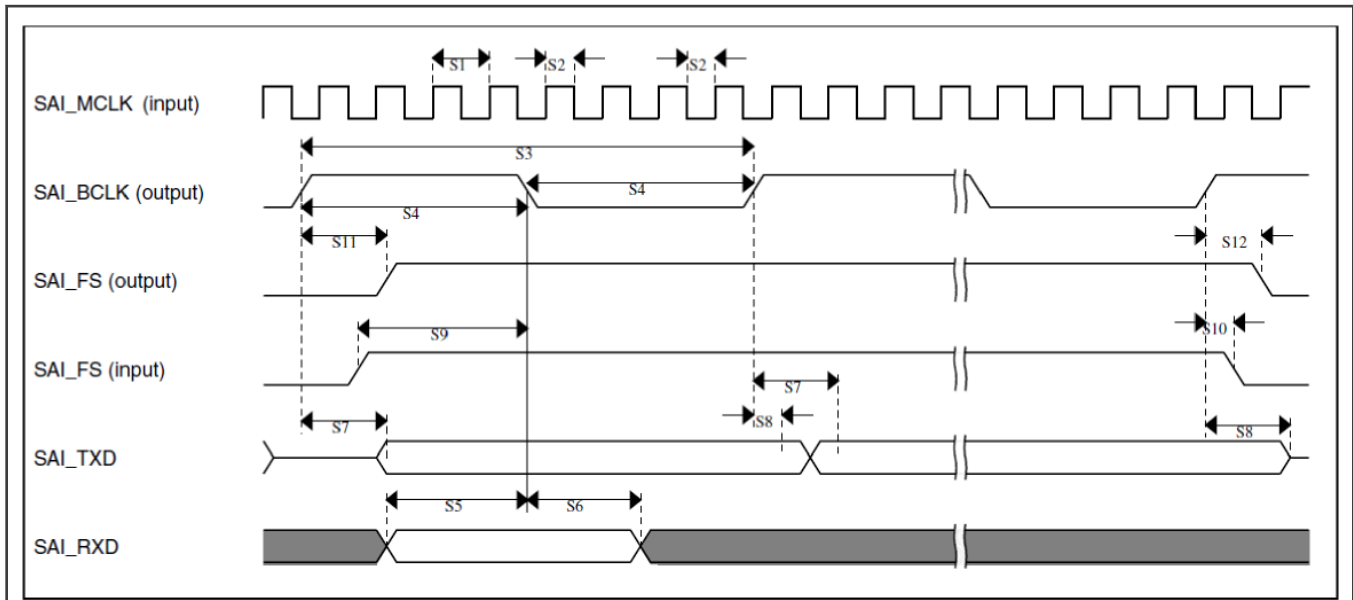 S1 S2 S2
SAI_MCLK (input)
S3
SAI_BCLK (output)
S4
S4
S11 S12
SAI_FS (output)
S9 S10
SAI_FS (input)
S7
S7 S8 S8
SAI_TXD
S5 S6
SAI_RXD